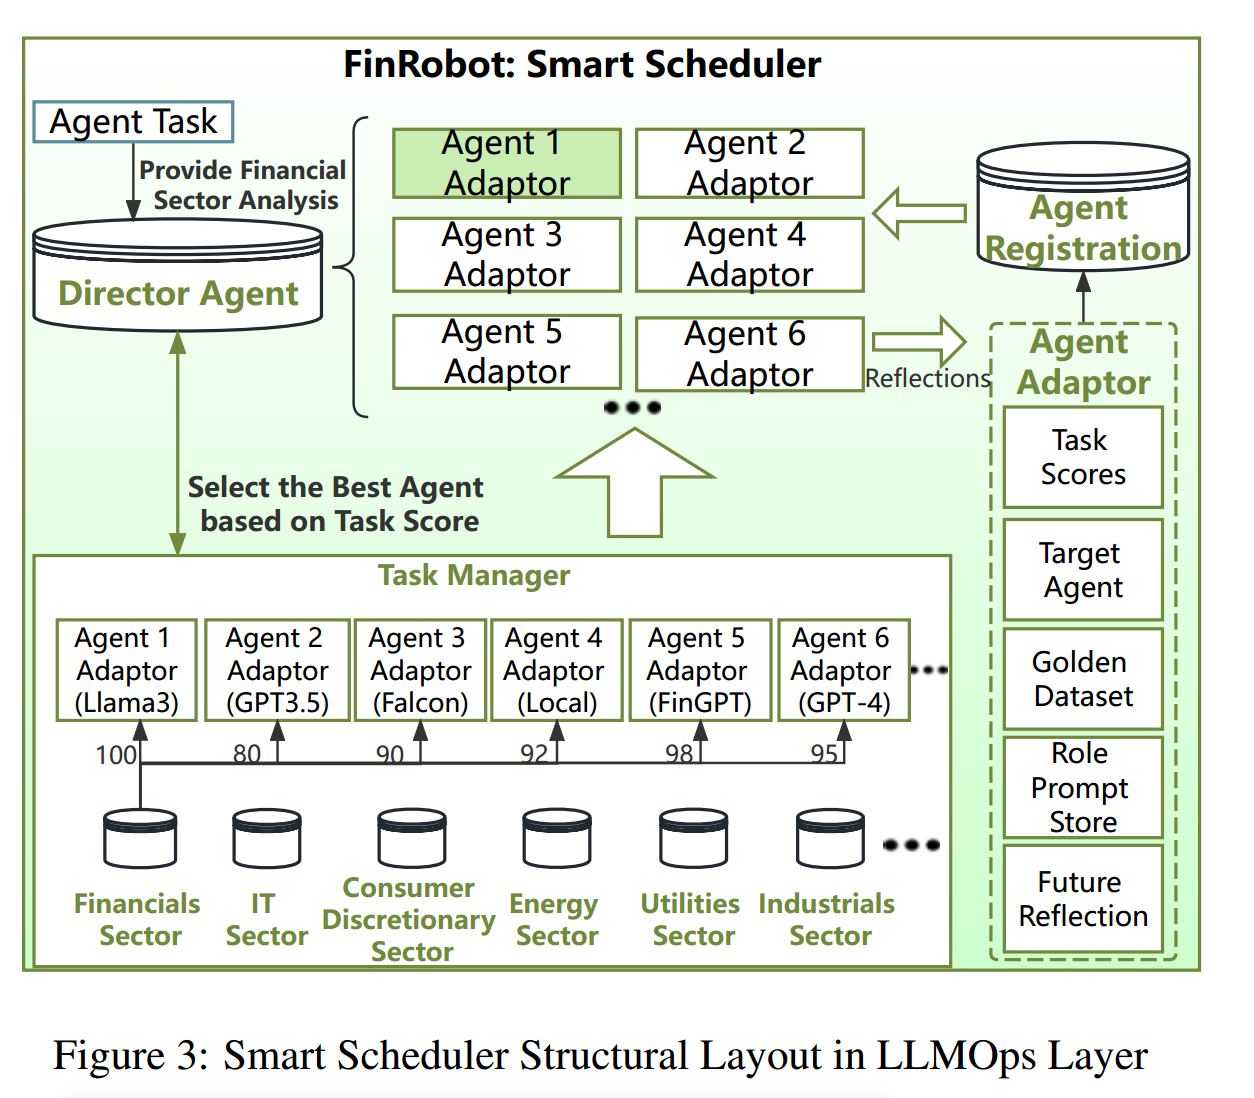 FinRobot: Smart Scheduler
Agent Task
Provide Financial
Sector Analysis
Director Agent
Agent 1
Adaptor
Agent 2
Adaptor
Agent 3
Adaptor
Agent 4
Adaptor
Agent 5
Adaptor
Agent 6
Adaptor
Agent
Registration
Reflections
Agent
Adaptor
Task
Scores
Target
Agent
Golden
Dataset
Role
Prompt
Store
Future
Reflection
Select the Best Agent
based on Task Score
Task Manager
Agent 1
Adaptor
(Llama3)
Agent 2
Adaptor
(GPT3.5)
Agent 3
Adaptor
(Falcon)
Agent 4
Adaptor
(Local)
Agent 5
Adaptor
(FinGPT)
Agent 6
Adaptor
(GPT-4)
100
80
90
92
98
95
Financials
Sector
IT
Sector
Consumer
Discretionary
Sector
Energy
Sector
Utilities
Sector
Industrials
Sector
Figure 3: Smart Scheduler Structural Layout in LLMOps Layer